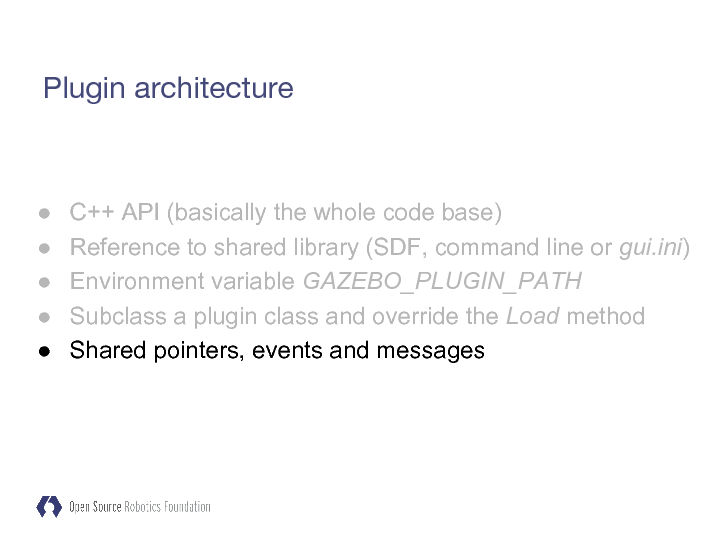 Plugin architecture
● C++ API (basically the whole code base)
● Reference to shared library (SDF, command line or gui.ini)
● Environment variable GAZEBO_PLUGIN_PATH
● Subclass a plugin class and override the Load method
● Shared pointers, events and messages
Open Source Robotics Foundation